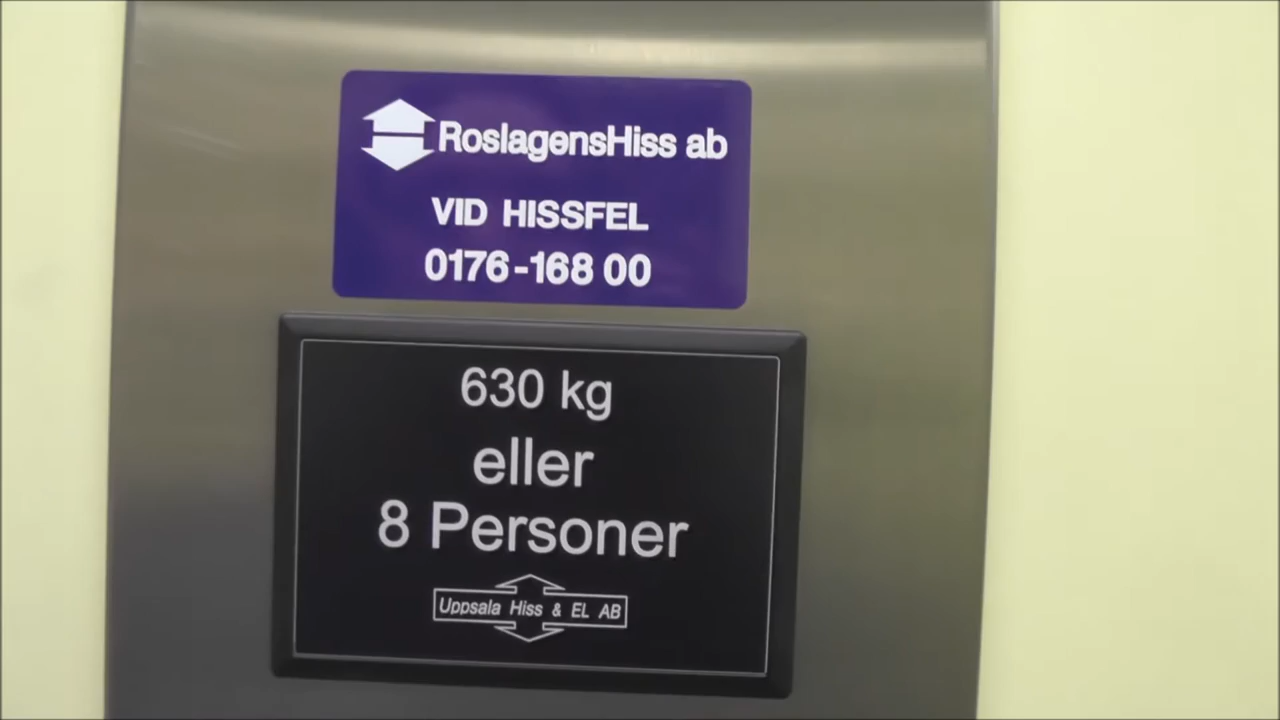 RoslagensHiss ab
VID HISSFEL
0176-168 00
630 kg
eller
8 Personer
Uppsala Hiss & EL AB